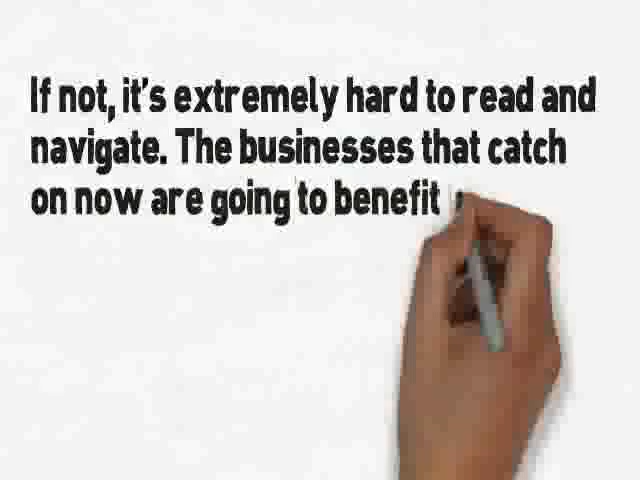 If not, it's extremely hard to read and
navigate. The businesses that catch
on now are going to benefit